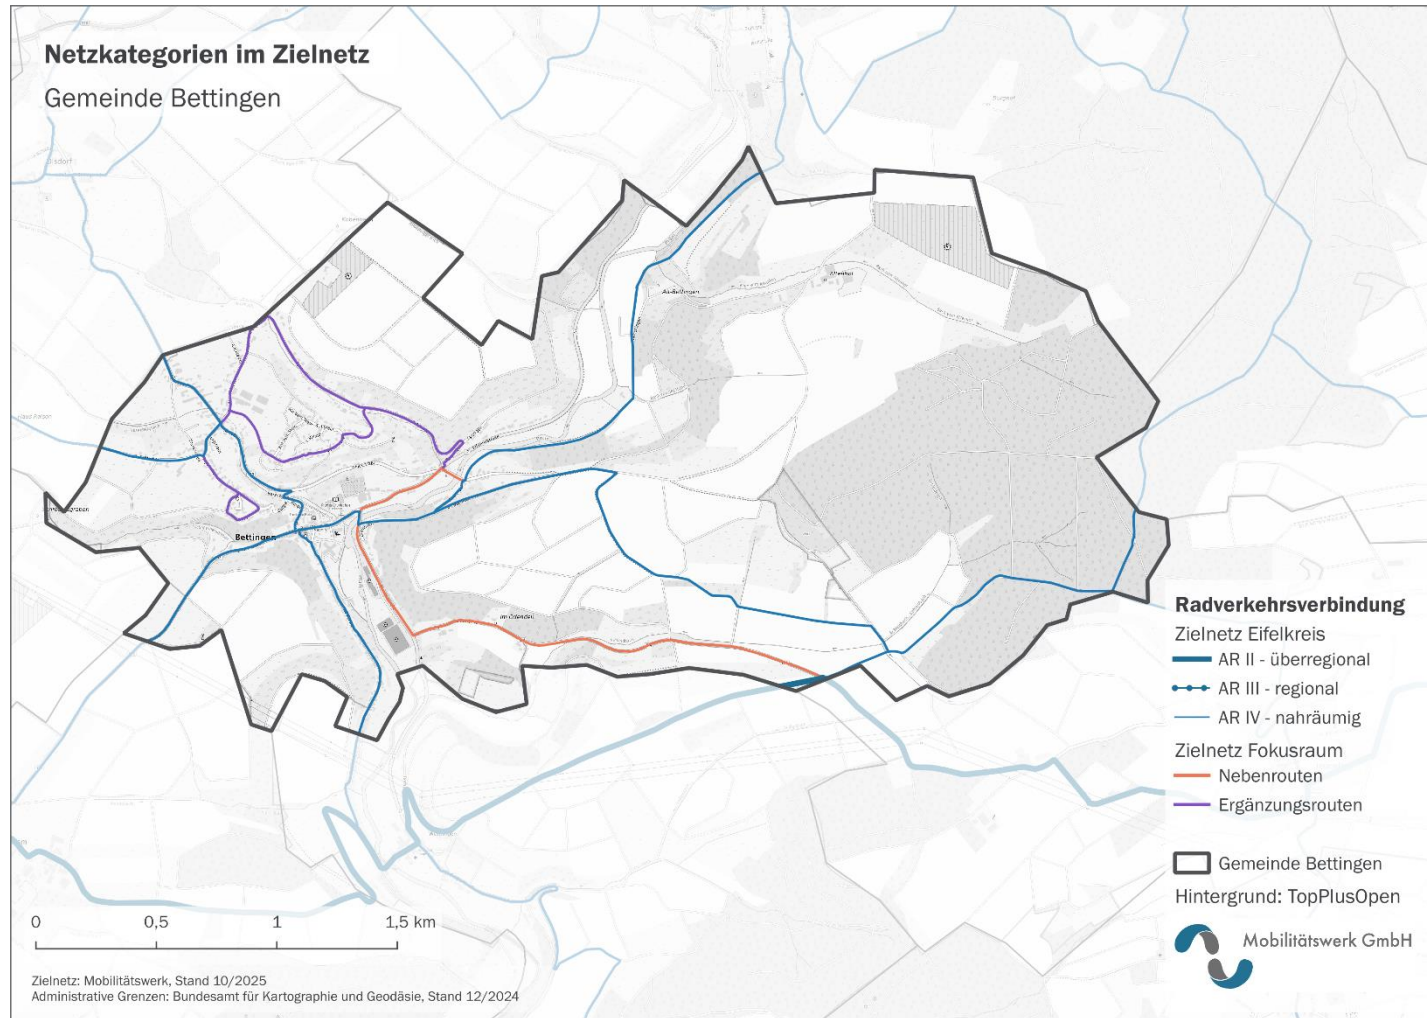 Netzkategorien im Zielnetz
Gemeinde Bettingen
Alt-Bettingen
Bettingen
Radverkehrsverbindung
Zielnetz Eifelkreis
AR II - überregional
AR III - regional
AR IV - nahräumig
Zielnetz Fokusraum
Nebenrouten
Ergänzungsrouten
Gemeinde Bettingen
Hintergrund: TopPlusOpen
Mobilitätswerk GmbH
0 0,5 1 1,5 km
Zielnetz: Mobilitätswerk, Stand 10/2025
Administrative Grenzen: Bundesamt für Kartographie und Geodäsie, Stand 12/2024